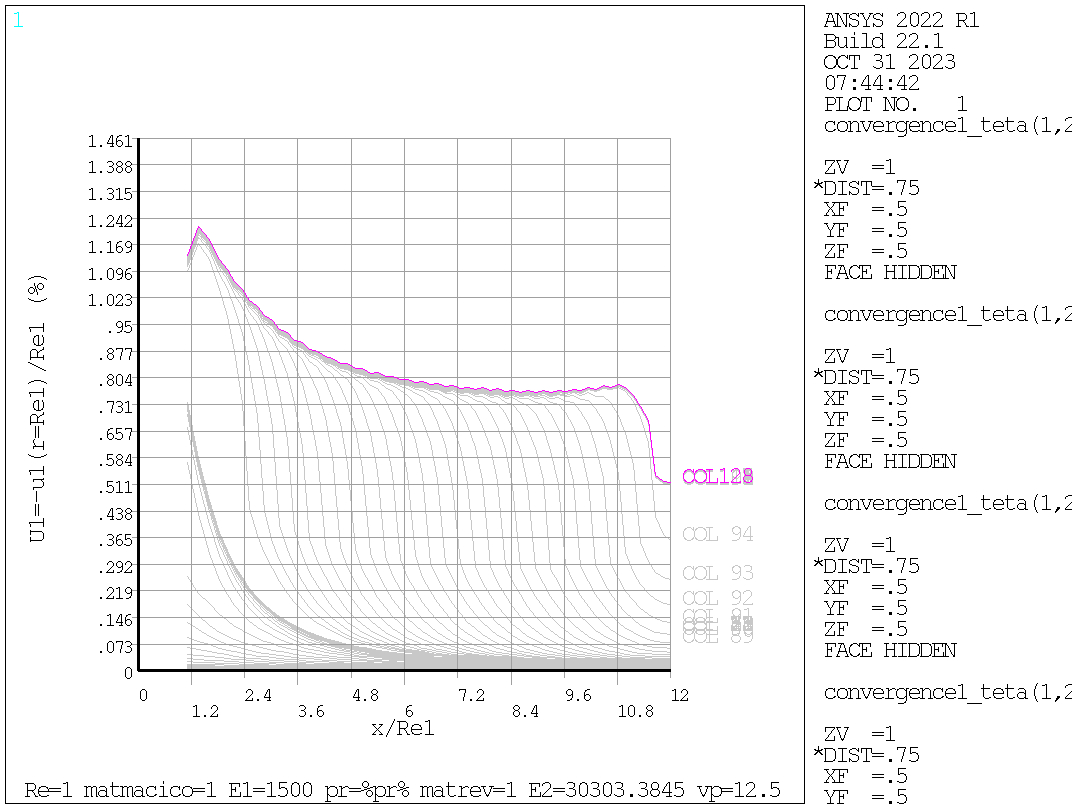 1
ANSYS 2022 R1
Build 22.1
OCT 31 2023
07:44:42
PLOT NO. 1
convergence1_teta(1,2
ZV =1
*DIST=.75
XF =.5
YF =.5
ZF =.5
FACE HIDDEN
convergence1_teta(1,2
ZV =1
*DIST=.75
XF =.5
YF =.5
ZF =.5
FACE HIDDEN
convergence1_teta(1,2
ZV =1
*DIST=.75
XF =.5
YF =.5
ZF =.5
FACE HIDDEN
convergence1_teta(1,2
ZV =1
*DIST=.75
XF =.5
YF =.5
U1=-u1(r=Re1)/Re1 (%)
1.461
1.388
1.315
1.242
1.169
1.096
1.023
.95
.877
.804
.731
.657
.584
.511
.438
.365
.292
.219
.146
.073
0
COL128
COL 94
COL 93
COL 92
COL 91
COL 89
0
1.2
2.4
3.6
4.8
6
7.2
8.4
9.6
10.8
12
x/Re1
Re=1 matmacico=1 E1=1500 pr=%pr% matrev=1 E2=30303.3845 vp=12.5